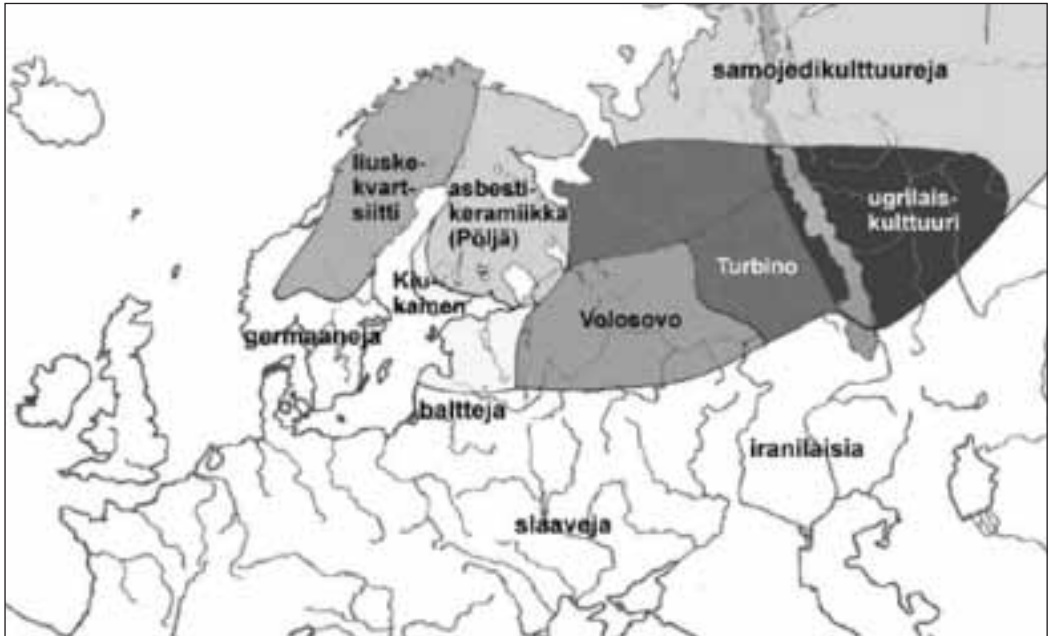 samojedikulttuureja
liuske-
kvart-
siitti
asbesti-
keramiikka
(Pöljä)
ugrilais-
kulttuuri
Turbino
Kiu-
kainen
Volosovo
germaaneja
baltteja
iranilaisia
slaaveja